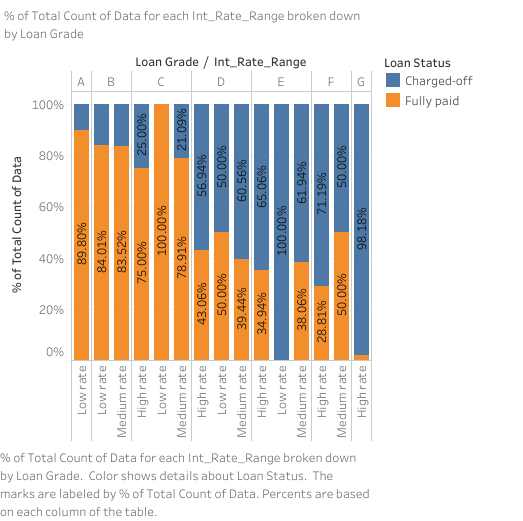 % of Total Count of Data for each Int_Rate_Range broken down
by Loan Grade
Loan Grade / Int_Rate_Range
Loan Status
A B C D E F G
Charged-off
Fully paid
% of Total Count of Data
100%
80%
60%
40%
20%
0%
89.80%
84.01%
83.52%
25.00%
75.00%
100.00%
21.09%
78.91%
56.94%
43.06%
50.00%
50.00%
60.56%
39.44%
65.06%
34.94%
100.00%
61.94%
38.06%
71.19%
28.81%
50.00%
50.00%
98.18%
Low rate
Low rate
Medium rate
High rate
Low rate
Medium rate
High rate
Low rate
Medium rate
High rate
Low rate
Medium rate
High rate
Medium rate
High rate
% of Total Count of Data for each Int_Rate_Range broken down
by Loan Grade. Color shows details about Loan Status. The
marks are labeled by % of Total Count of Data. Percents are based
on each column of the table.